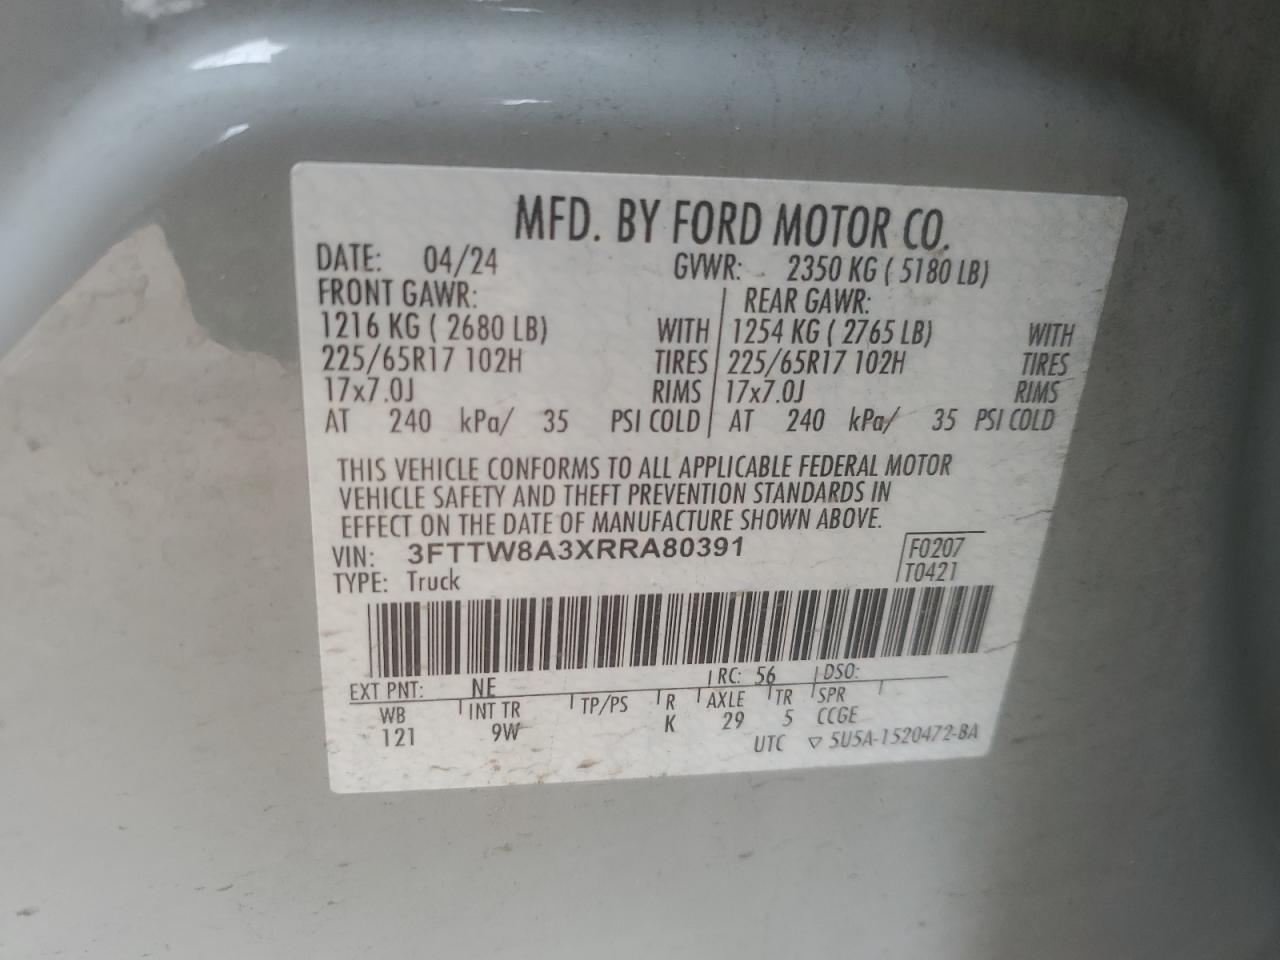 MFD. BY FORD MOTOR CO.
DATE: 04/24 GVWR: 2350 KG ( 5180 LB)
FRONT GAWR: REAR GAWR:
1216 KG ( 2680 LB) WITH 1254 KG ( 2765 LB) WITH
225/65R17 102H TIRES 225/65R17 102H TIRES
17x7.0J RIMS 17x7.0J RIMS
AT 240 kPa/ 35 PSI COLD AT 240 kPa/ 35 PSI COLD
THIS VEHICLE CONFORMS TO ALL APPLICABLE FEDERAL MOTOR
VEHICLE SAFETY AND THEFT PREVENTION STANDARDS IN
EFFECT ON THE DATE OF MANUFACTURE SHOWN ABOVE.
VIN: 3FTTW8A3XRRA80391 F0207
TYPE: Truck T0421
EXT PNT: NE RC: 56 DSO:
WB INT TR TP/PS R AXLE TR SPR
121 9W K 29 5 CCGE
UTC ▽ 5U5A-1520472-BA